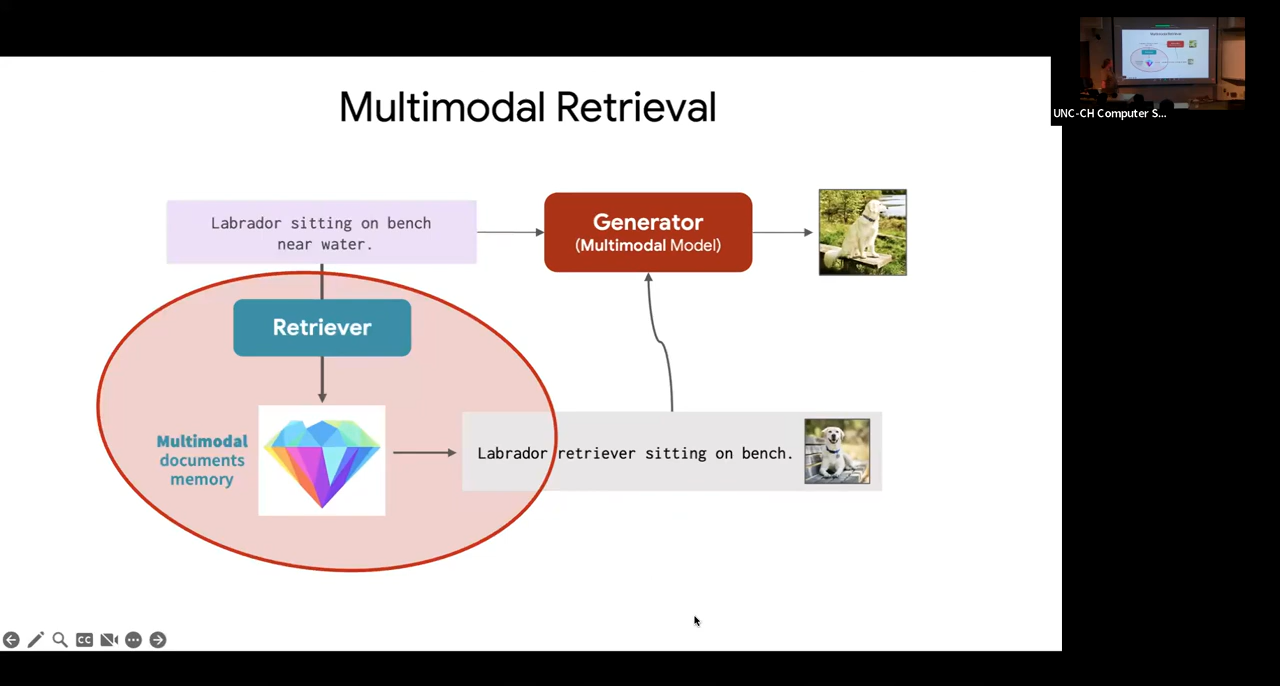 Multimodal Retrieval
UNC-CH Computer S...
Labrador sitting on bench
near water.
Generator
(Multimodal Model)
Retriever
Multimodal
documents
memory
Labrador retriever sitting on bench.
CC